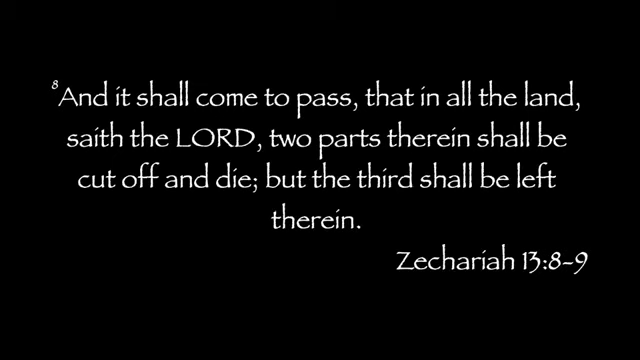 ⁸And it shall come to pass, that in all the land,
saith the LORD, two parts therein shall be
cut off and die; but the third shall be left
therein.
Zechariah 13:8-9